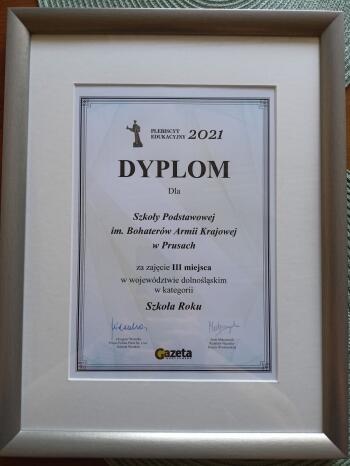 PLEBISCYT
EDUKACYJNY 2021
DYPLOM
Dla
Szkoły Podstawowej
im. Bohaterów Armii Krajowej
w Prusach
za zajęcie III miejsca
w województwie dolnośląskim
w kategorii
Szkoła Roku
Gazeta